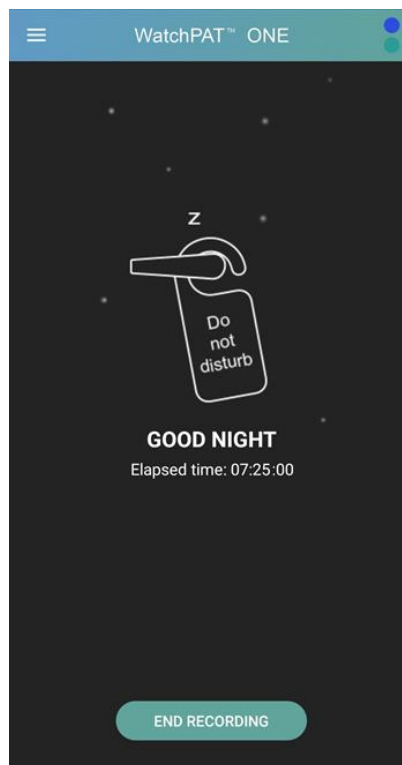 WatchPAT™ ONE
Z
Do
not
disturb
GOOD NIGHT
Elapsed time: 07:25:00
END RECORDING